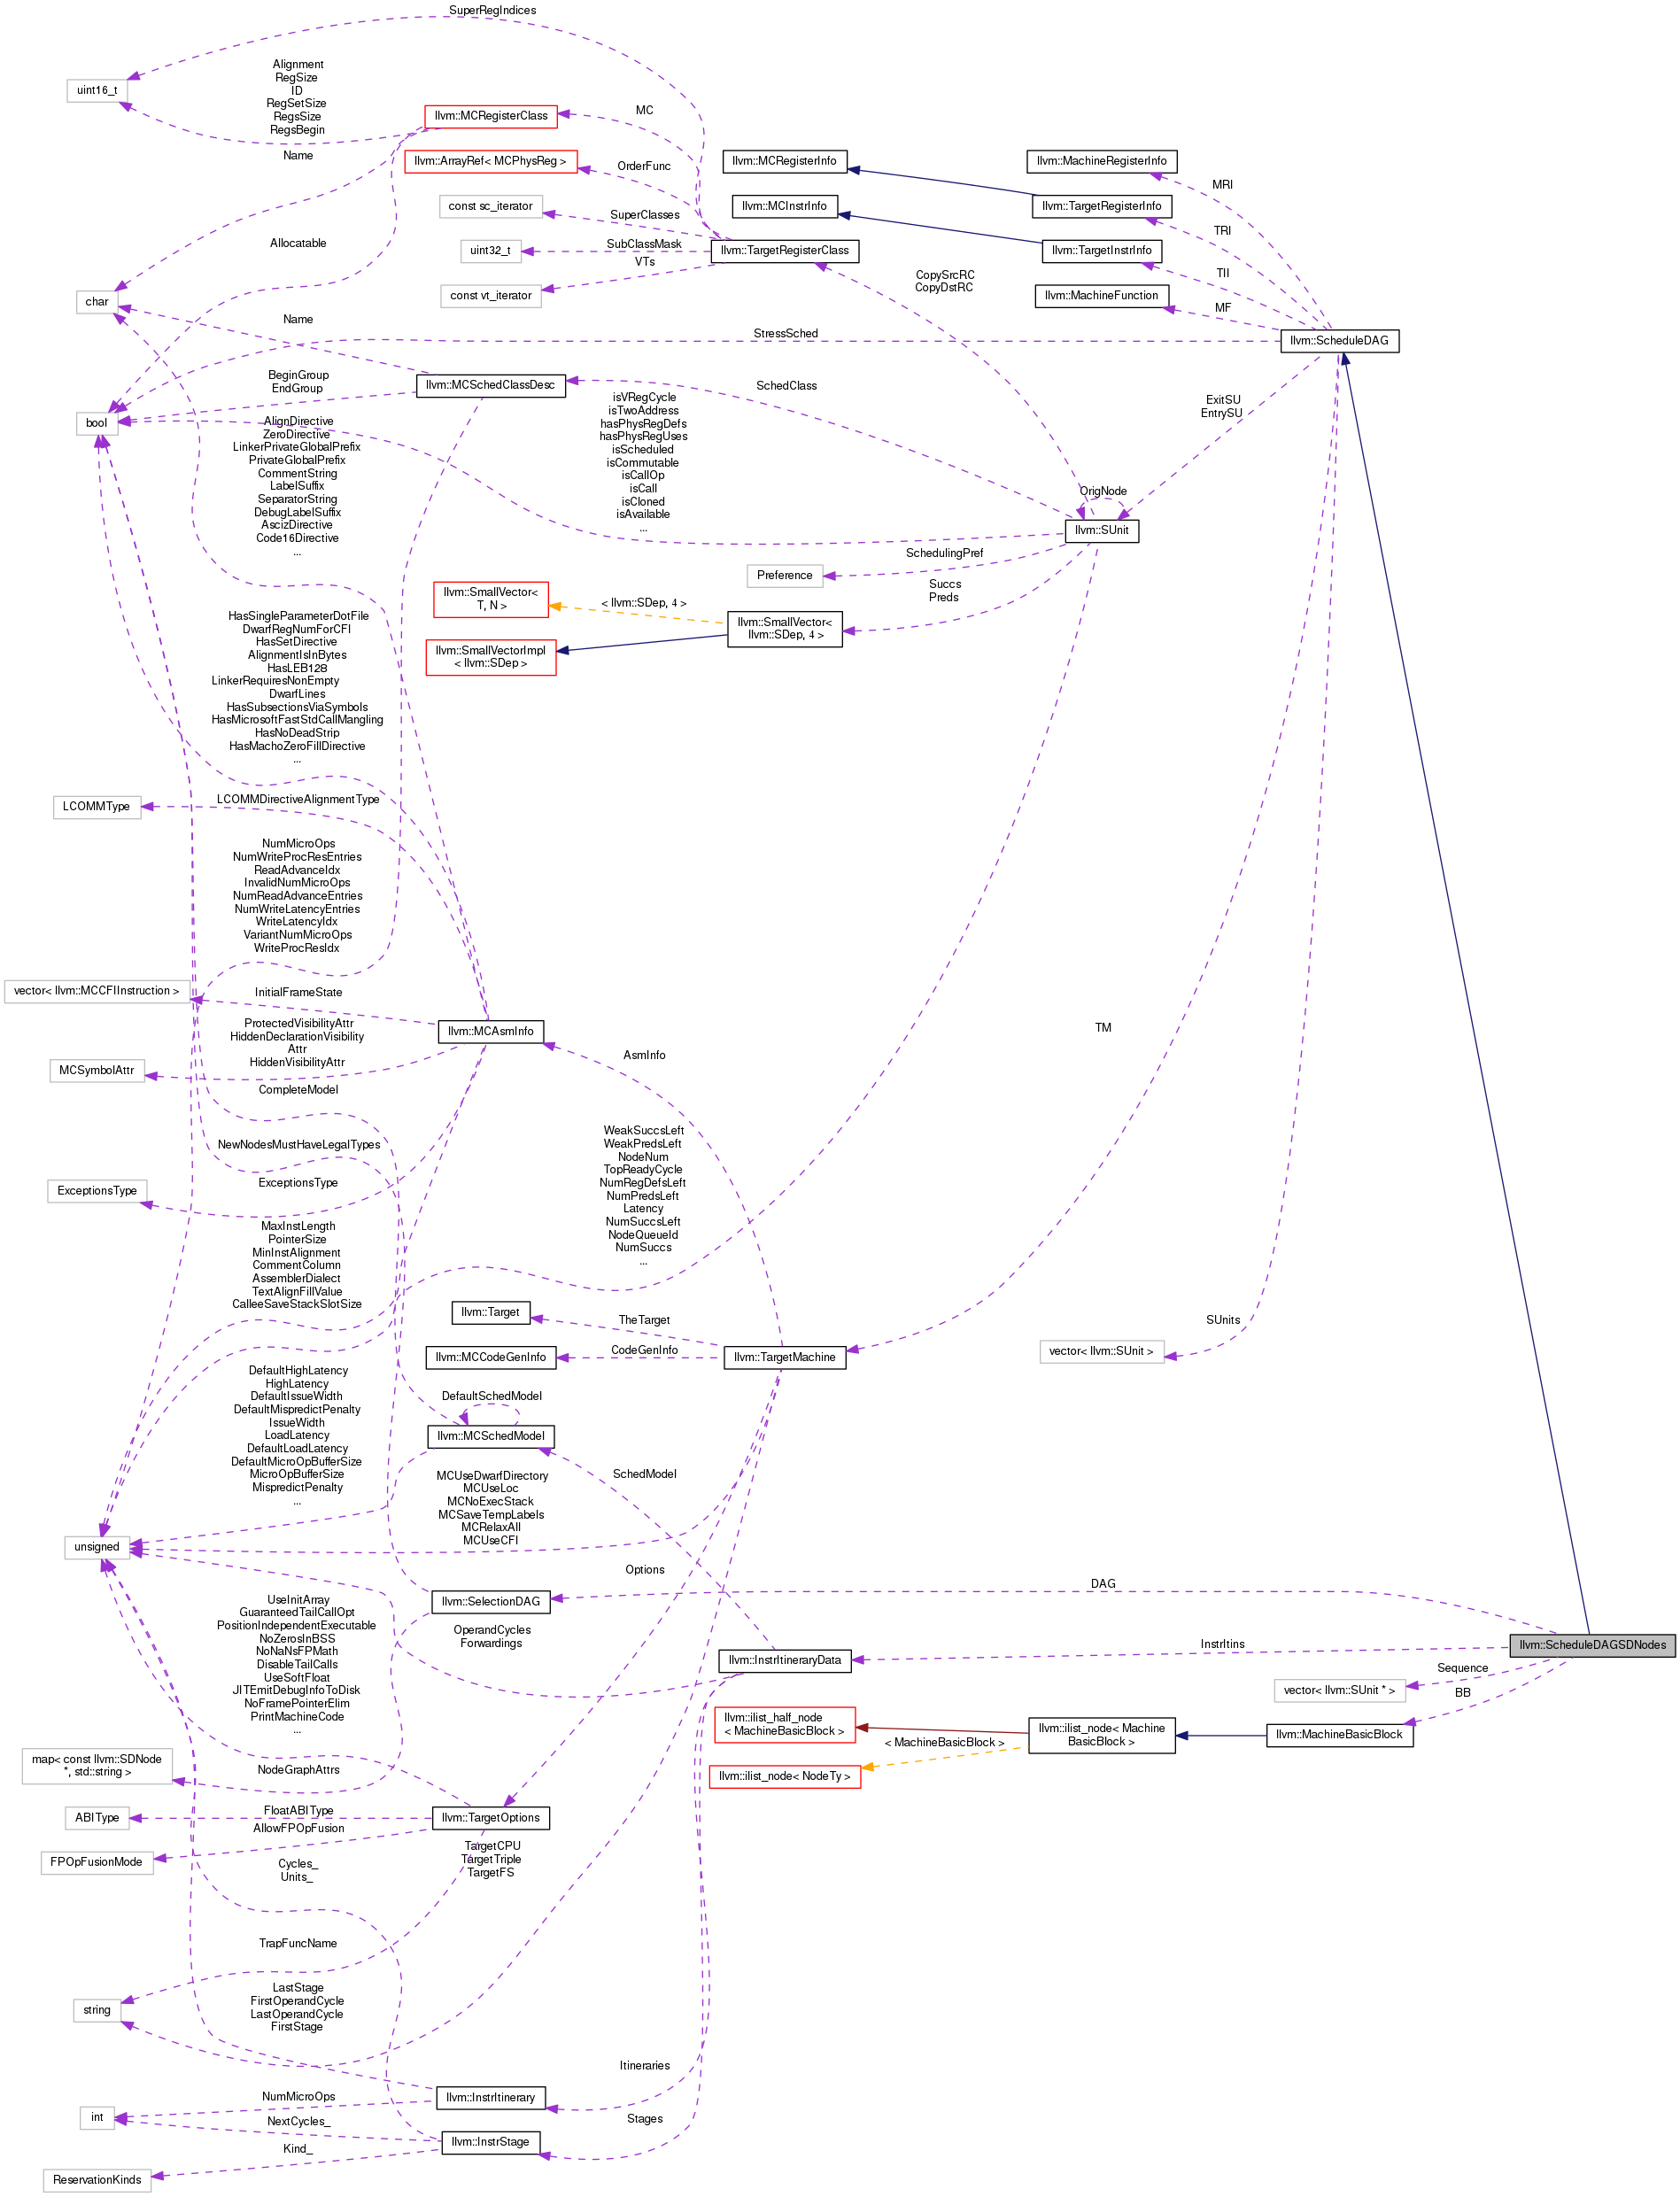 SuperRegIndices
uint16_t
Alignment
RegSize
ID
RegSetSize
RegsSize
RegsBegin
llvm::MCRegisterClass
MC
Name
llvm::ArrayRef< MCPhysReg >
OrderFunc
llvm::MCRegisterInfo
llvm::MachineRegisterInfo
MRI
const sc_iterator
SuperClasses
llvm::MCInstrInfo
llvm::TargetRegisterInfo
TRI
Allocatable
uint32_t
SubClassMask
llvm::TargetRegisterClass
llvm::TargetInstrInfo
TII
VTs
const vt_iterator
CopySrcRC
CopyDstRC
llvm::MachineFunction
MF
char
Name
StressSched
llvm::ScheduleDAG
BeginGroup
EndGroup
llvm::MCSchedClassDesc
SchedClass
ExitSU
EntrySU
bool
AlignDirective
ZeroDirective
LinkerPrivateGlobalPrefix
PrivateGlobalPrefix
CommentString
LabelSuffix
SeparatorString
DebugLabelSuffix
AscizDirective
Code16Directive
...
isVRegCycle
isTwoAddress
hasPhysRegDefs
hasPhysRegUses
isScheduled
isCommutable
isCallOp
isCall
isCloned
isAvailable
...
OrigNode
llvm::SUnit
SchedulingPref
Preference
Succs
Preds
llvm::SmallVector<
T, N >
< llvm::SDep, 4 >
llvm::SmallVector<
llvm::SDep, 4 >
llvm::SmallVectorImpl
< llvm::SDep >
HasSingleParameterDotFile
DwarfRegNumForCFI
HasSetDirective
AlignmentIsInBytes
HasLEB128
LinkerRequiresNonEmpty
DwarfLines
HasSubsectionsViaSymbols
HasMicrosoftFastStdCallMangling
HasNoDeadStrip
HasMachoZeroFillDirective
...
LCOMMType
LCOMMDirectiveAlignmentType
NumMicroOps
NumWriteProcResEntries
ReadAdvanceIdx
InvalidNumMicroOps
NumReadAdvanceEntries
NumWriteLatencyEntries
WriteLatencyIdx
VariantNumMicroOps
WriteProcResIdx
vector< llvm::MCCFIInstruction >
InitialFrameState
llvm::MCAsmInfo
ProtectedVisibilityAttr
HiddenDeclarationVisibility
Attr
HiddenVisibilityAttr
MCSymbolAttr
AsmInfo
TM
CompleteModel
NewNodesMustHaveLegalTypes
ExceptionsType
ExceptionsType
WeakSuccsLeft
WeakPredsLeft
NodeNum
TopReadyCycle
NumRegDefsLeft
NumPredsLeft
Latency
NumSuccsLeft
NodeQueueId
NumSuccs
...
MaxInstLength
PointerSize
MinInstAlignment
CommentColumn
AssemblerDialect
TextAlignFillValue
CalleeSaveStackSlotSize
llvm::Target
TheTarget
SUnits
llvm::MCCodeGenInfo
CodeGenInfo
llvm::TargetMachine
vector< llvm::SUnit >
DefaultHighLatency
HighLatency
DefaultIssueWidth
DefaultMispredictPenalty
IssueWidth
LoadLatency
DefaultLoadLatency
DefaultMicroOpBufferSize
MicroOpBufferSize
MispredictPenalty
...
DefaultSchedModel
llvm::MCSchedModel
SchedModel
MCUseDwarfDirectory
MCUseLoc
MCNoExecStack
MCSaveTempLabels
MCRelaxAll
MCUseCFI
unsigned
Options
DAG
llvm::SelectionDAG
UseInitArray
GuaranteedTailCallOpt
PositionIndependentExecutable
NoZerosInBSS
NoNaNsFPMath
DisableTailCalls
UseSoftFloat
JITEmitDebugInfoToDisk
NoFramePointerElim
PrintMachineCode
...
OperandCycles
Forwardings
llvm::InstrItineraryData
InstrItins
llvm::ScheduleDAGSDNodes
Sequence
vector< llvm::SUnit * >
BB
llvm::ilist_half_node
< MachineBasicBlock >
llvm::ilist_node< Machine
BasicBlock >
llvm::MachineBasicBlock
< MachineBasicBlock >
llvm::ilist_node< NodeTy >
map< const llvm::SDNode
*, std::string >
NodeGraphAttrs
ABIType
FloatABIType
llvm::TargetOptions
AllowFPOpFusion
FPOpFusionMode
TargetCPU
TargetTriple
TargetFS
Cycles_
Units_
TrapFuncName
string
LastStage
FirstOperandCycle
LastOperandCycle
FirstStage
Itineraries
llvm::InstrItinerary
NumMicroOps
int
NextCycles_
Stages
llvm::InstrStage
Kind_
ReservationKinds